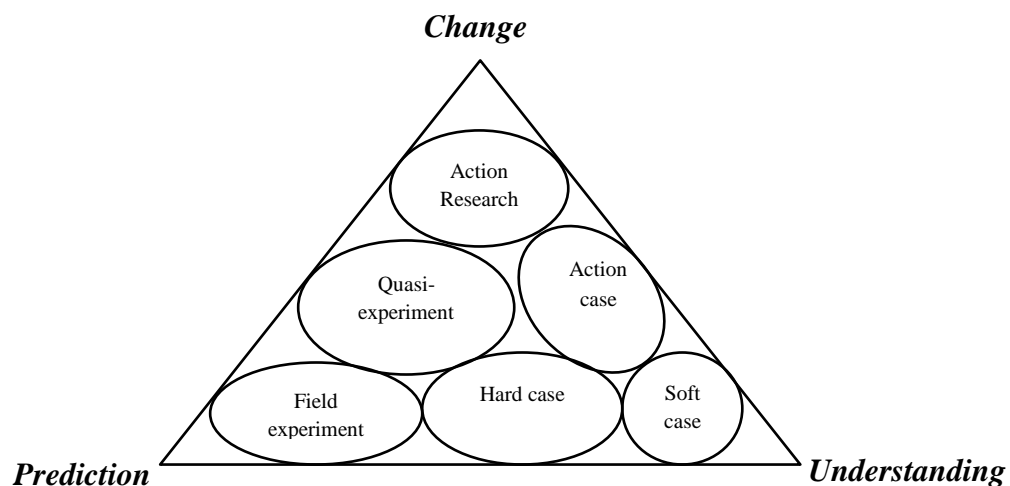 Change
Action
Research
Action
case
Quasi-
experiment
Hard case
Soft
case
Field
experiment
Prediction
Understanding